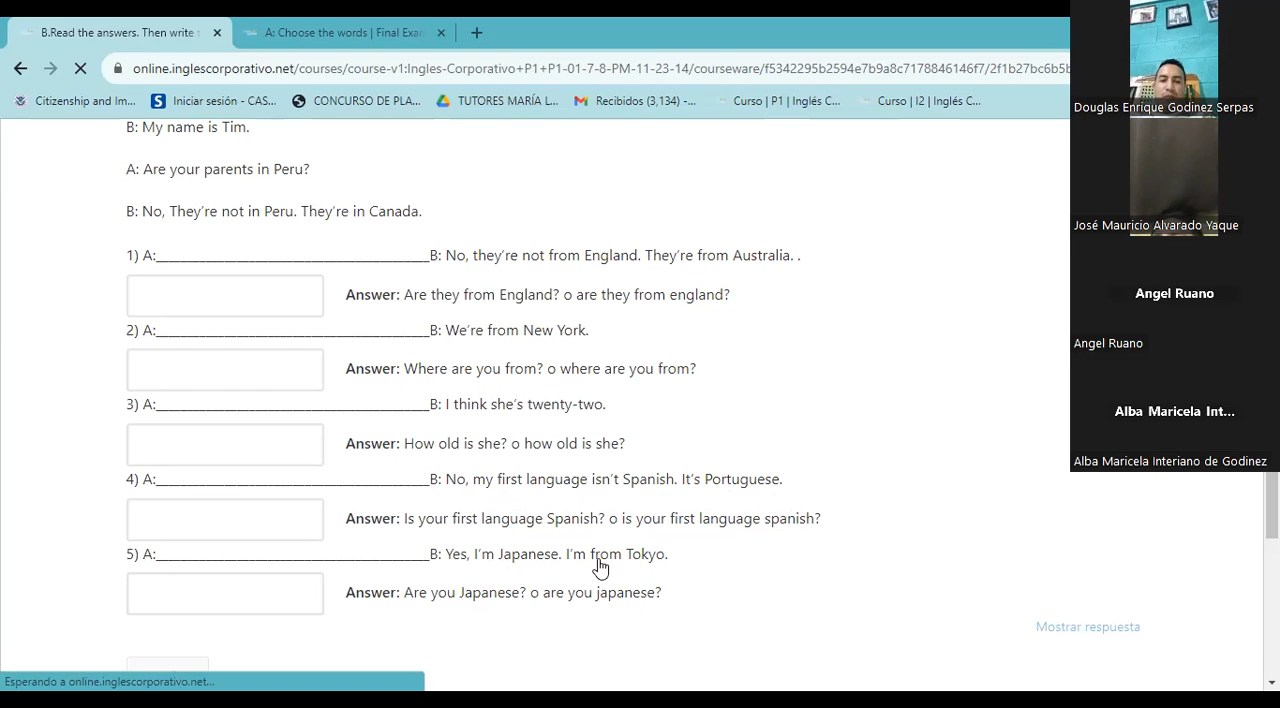 B.Read the answers. Then write t
A: Choose the words | Final Exa
online.inglescorporativo.net/courses/course-v1:Ingles-Corporativo+P1+P1-01-7-8-PM-11-23-14/courseware/f5342295b2594e7b9a8c7178846146f7/2f1b27bc6b5b
Citizenship and Im...
Iniciar sesión - CAS...
CONCURSO DE PLA...
TUTORES MARÍA L...
Recibidos (3,134) -...
Curso | P1 | Inglés C...
Curso | I2 | Inglés C...
B: My name is Tim.
A: Are your parents in Peru?
B: No, They're not in Peru. They're in Canada.
1) A:___________________________________B: No, they're not from England. They're from Australia. .
Answer: Are they from England? o are they from england?
2) A:___________________________________B: We're from New York.
Answer: Where are you from? o where are you from?
3) A:___________________________________B: I think she's twenty-two.
Answer: How old is she? o how old is she?
4) A:___________________________________B: No, my first language isn't Spanish. It's Portuguese.
Answer: Is your first language Spanish? o is your first language spanish?
5) A:___________________________________B: Yes, I'm Japanese. I'm from Tokyo.
Answer: Are you Japanese? o are you japanese?
Mostrar respuesta
Esperando a online.inglescorporativo.net...
Douglas Enrique Godinez Serpas
José Mauricio Alvarado Yaque
Angel Ruano
Angel Ruano
Alba Maricela Int...
Alba Maricela Interiano de Godinez